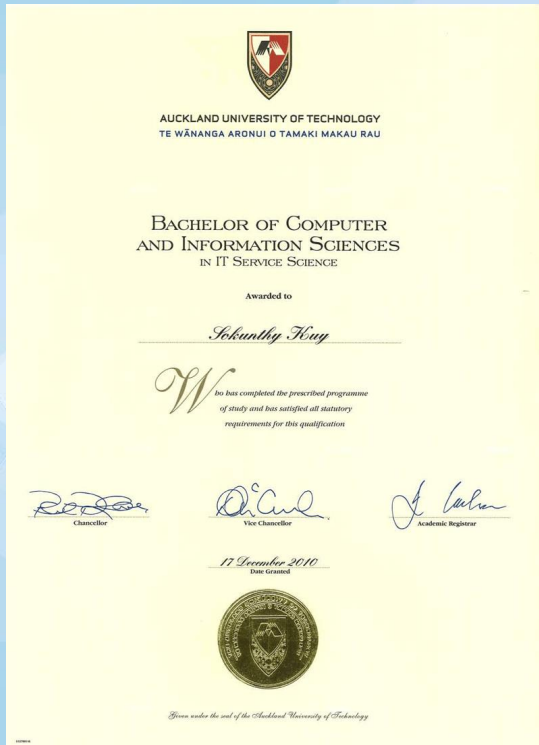 AUCKLAND UNIVERSITY OF TECHNOLOGY
TE WĀNANGA ARONUI O TAMAKI MAKAU RAU
BACHELOR OF COMPUTER
AND INFORMATION SCIENCES
IN IT SERVICE SCIENCE
Awarded to
Sokunthy Kuy
Who has completed the prescribed programme
of study and has satisfied all statutory
requirements for this qualification
Chancellor
Vice Chancellor
Academic Registrar
17 December 2010
Date Granted
Given under the seal of the Auckland University of Technology